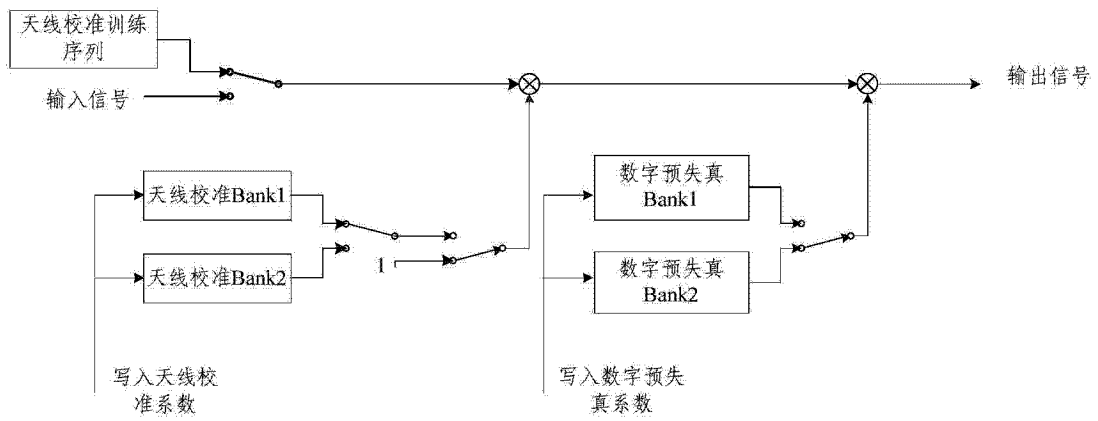 天线校准训练
序列
输入信号
输出信号
天线校准Bank1
天线校准Bank2
1
数字预失真
Bank1
数字预失真
Bank2
写入天线校
准系数
写入数字预失
真系数